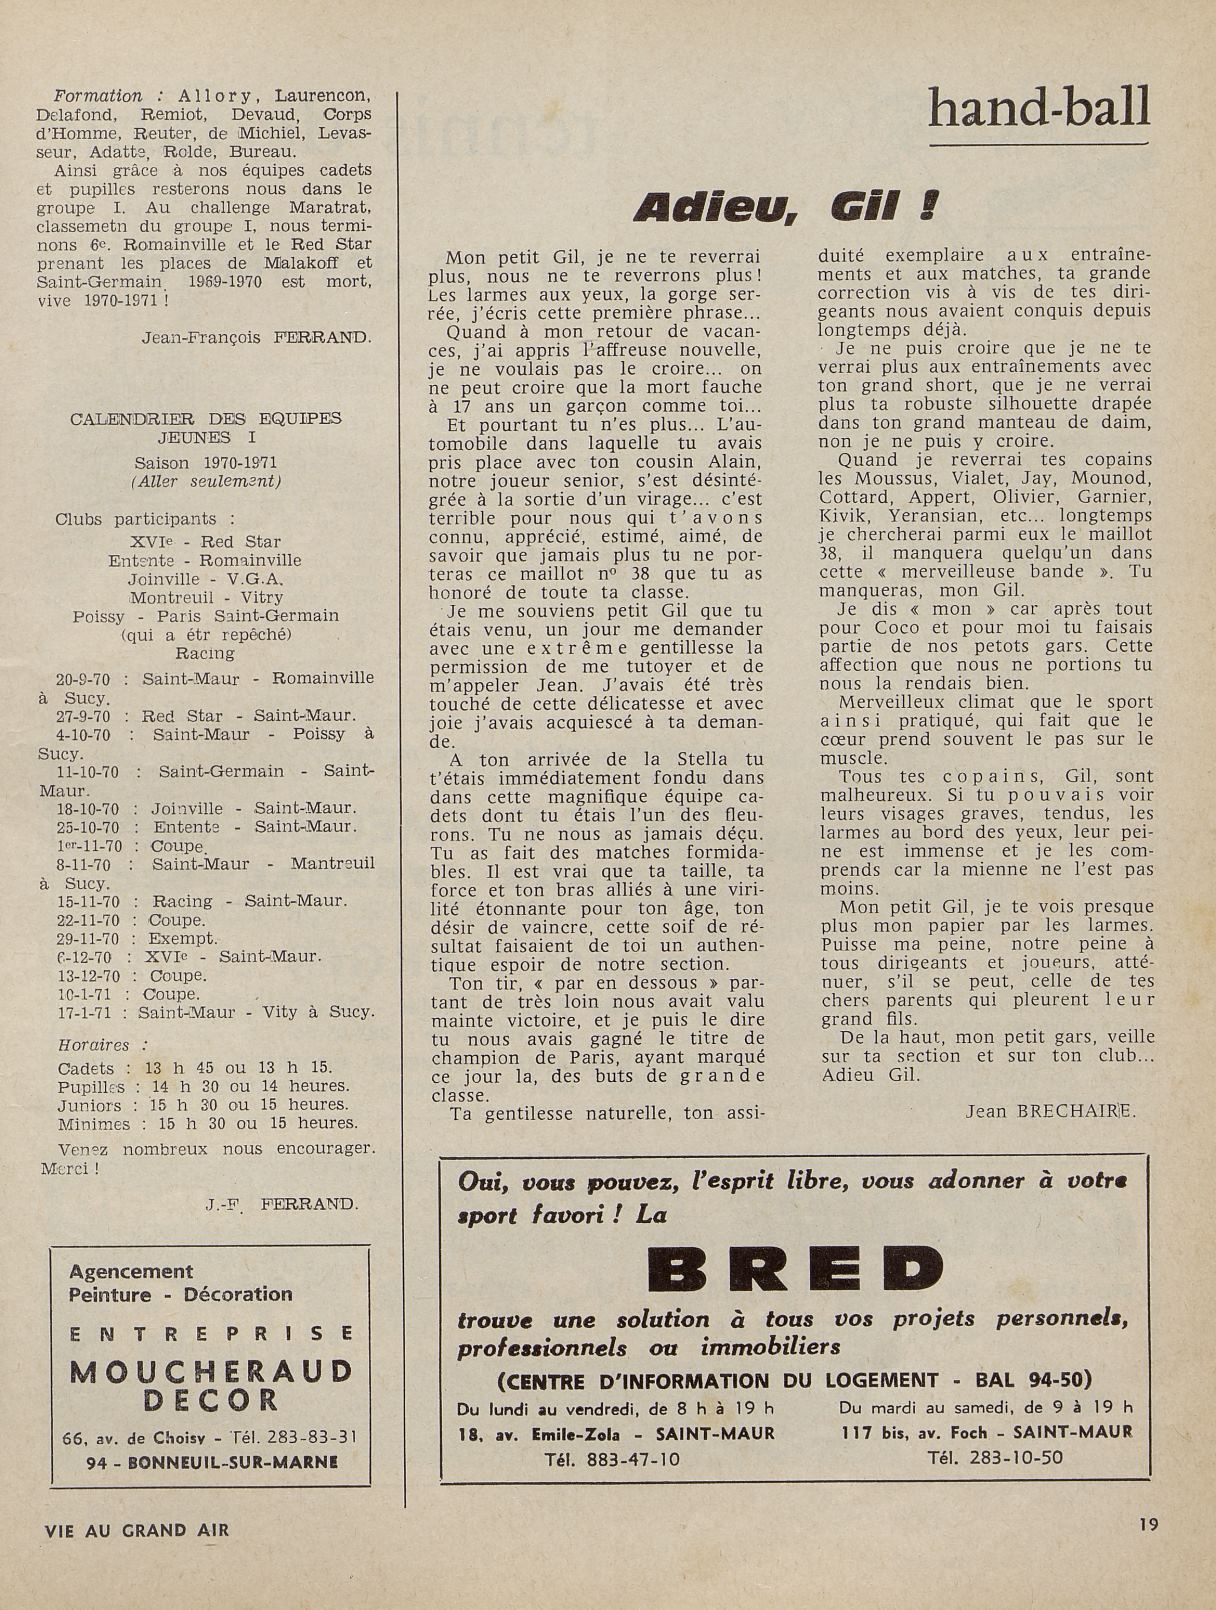 Formation : Allory, Laurencon,
Delafond, Remiot, Devaud, Corps
d'Homme, Reuter, de Michiel, Levas-
seur, Adatte, Rolde, Bureau.
Ainsi grâce à nos équipes cadets
et pupilles resterons nous dans le
groupe I. Au challenge Maratrat,
classemetn du groupe I, nous termi-
nons 6e. Romainville et le Red Star
prenant les places de Malakoff et
Saint-Germain. 1969-1970 est mort,
vive 1970-1971 !
Jean-François FERRAND.
CALENDRIER DES EQUIPES
JEUNES I
Saison 1970-1971
(Aller seulement)
Clubs participants :
XVIe - Red Star
Entente - Romainville
Joinville - V.G.A.
Montreuil - Vitry
Poissy - Paris Saint-Germain
(qui a étr repêché)
Racing
20-9-70 : Saint-Maur - Romainville
à Sucy.
27-9-70 : Red Star - Saint-Maur.
4-10-70 : Saint-Maur - Poissy à
Sucy.
11-10-70 : Saint-Germain - Saint-
Maur.
18-10-70 : Joinville - Saint-Maur.
25-10-70 : Entente - Saint-Maur.
1er-11-70 : Coupe.
8-11-70 : Saint-Maur - Mantreuil
à Sucy.
15-11-70 : Racing - Saint-Maur.
22-11-70 : Coupe.
29-11-70 : Exempt.
6-12-70 : XVIe - Saint-Maur.
13-12-70 : Coupe.
10-1-71 : Coupe.
17-1-71 : Saint-Maur - Vity à Sucy.
Horaires :
Cadets : 13 h 45 ou 13 h 15.
Pupilles : 14 h 30 ou 14 heures.
Juniors : 15 h 30 ou 15 heures.
Minimes : 15 h 30 ou 15 heures.
Venez nombreux nous encourager.
Merci !
J.-F. FERRAND.
Agencement
Peinture - Décoration
ENTREPRISE
MOUCHERAUD
DECOR
66, av. de Choisy - Tél. 283-83-31
94 - BONNEUIL-SUR-MARNE
hand-ball
Adieu, Gil !
Mon petit Gil, je ne te reverrai
plus, nous ne te reverrons plus !
Les larmes aux yeux, la gorge ser-
rée, j'écris cette première phrase...
Quand à mon retour de vacan-
ces, j'ai appris l'affreuse nouvelle,
je ne voulais pas le croire... on
ne peut croire que la mort fauche
à 17 ans un garçon comme toi...
Et pourtant tu n'es plus... L'au-
tomobile dans laquelle tu avais
pris place avec ton cousin Alain,
notre joueur senior, s'est désinté-
grée à la sortie d'un virage... c'est
terrible pour nous qui t'avons
connu, apprécié, estimé, aimé, de
savoir que jamais plus tu ne por-
teras ce maillot no 38 que tu as
honoré de toute ta classe.
Je me souviens petit Gil que tu
étais venu, un jour me demander
avec une extrême gentillesse la
permission de me tutoyer et de
m'appeler Jean. J'avais été très
touché de cette délicatesse et avec
joie j'avais acquiescé à ta deman-
de.
A ton arrivée de la Stella tu
t'étais immédiatement fondu dans
dans cette magnifique équipe ca-
dets dont tu étais l'un des fleu-
rons. Tu ne nous as jamais déçu.
Tu as fait des matches formida-
bles. Il est vrai que ta taille, ta
force et ton bras alliés à une viri-
lité étonnante pour ton âge, ton
désir de vaincre, cette soif de ré-
sultat faisaient de toi un authen-
tique espoir de notre section.
Ton tir, « par en dessous » par-
tant de très loin nous avait valu
mainte victoire, et je puis le dire
tu nous avais gagné le titre de
champion de Paris, ayant marqué
ce jour la, des buts de grande
classe.
Ta gentilesse naturelle, ton assi-
duité exemplaire aux entraîne-
ments et aux matches, ta grande
correction vis à vis de tes diri-
geants nous avaient conquis depuis
longtemps déjà.
Je ne puis croire que je ne te
verrai plus aux entraînements avec
ton grand short, que je ne verrai
plus ta robuste silhouette drapée
dans ton grand manteau de daim,
non je ne puis y croire.
Quand je reverrai tes copains
les Moussus, Vialet, Jay, Mounod,
Cottard, Appert, Olivier, Garnier,
Kivik, Yeransian, etc... longtemps
je chercherai parmi eux le maillot
38, il manquera quelqu'un dans
cette « merveilleuse bande ». Tu
manqueras, mon Gil.
Je dis « mon » car après tout
pour Coco et pour moi tu faisais
partie de nos petots gars. Cette
affection que nous ne portions tu
nous la rendais bien.
Merveilleux climat que le sport
ainsi pratiqué, qui fait que le
cœur prend souvent le pas sur le
muscle.
Tous tes copains, Gil, sont
malheureux. Si tu pouvais voir
leurs visages graves, tendus, les
larmes au bord des yeux, leur pei-
ne est immense et je les com-
prends car la mienne ne l'est pas
moins.
Mon petit Gil, je te vois presque
plus mon papier par les larmes.
Puisse ma peine, notre peine à
tous dirigeants et joueurs, atté-
nuer, s'il se peut, celle de tes
chers parents qui pleurent leur
grand fils.
De la haut, mon petit gars, veille
sur ta section et sur ton club...
Adieu Gil.
Jean BRECHAIRE.
Oui, vous pouvez, l'esprit libre, vous adonner à votre
sport favori ! La
BRED
trouve une solution à tous vos projets personnels,
professionnels ou immobiliers
(CENTRE D'INFORMATION DU LOGEMENT - BAL 94-50)
Du lundi au vendredi, de 8 h à 19 h
18, av. Emile-Zola - SAINT-MAUR
Tél. 883-47-10
Du mardi au samedi, de 9 à 19 h
117 bis, av. Foch - SAINT-MAUR
Tél. 283-10-50
VIE AU GRAND AIR
19